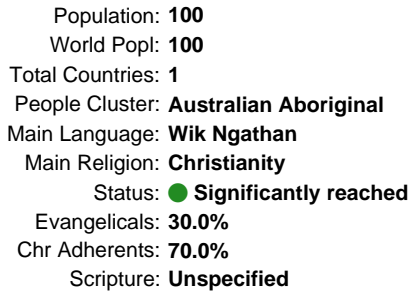 Population: 100
World Popl: 100
Total Countries: 1
People Cluster: Australian Aboriginal
Main Language: Wik Ngathan
Main Religion: Christianity
Status: Significantly reached
Evangelicals: 30.0%
Chr Adherents: 70.0%
Scripture: Unspecified